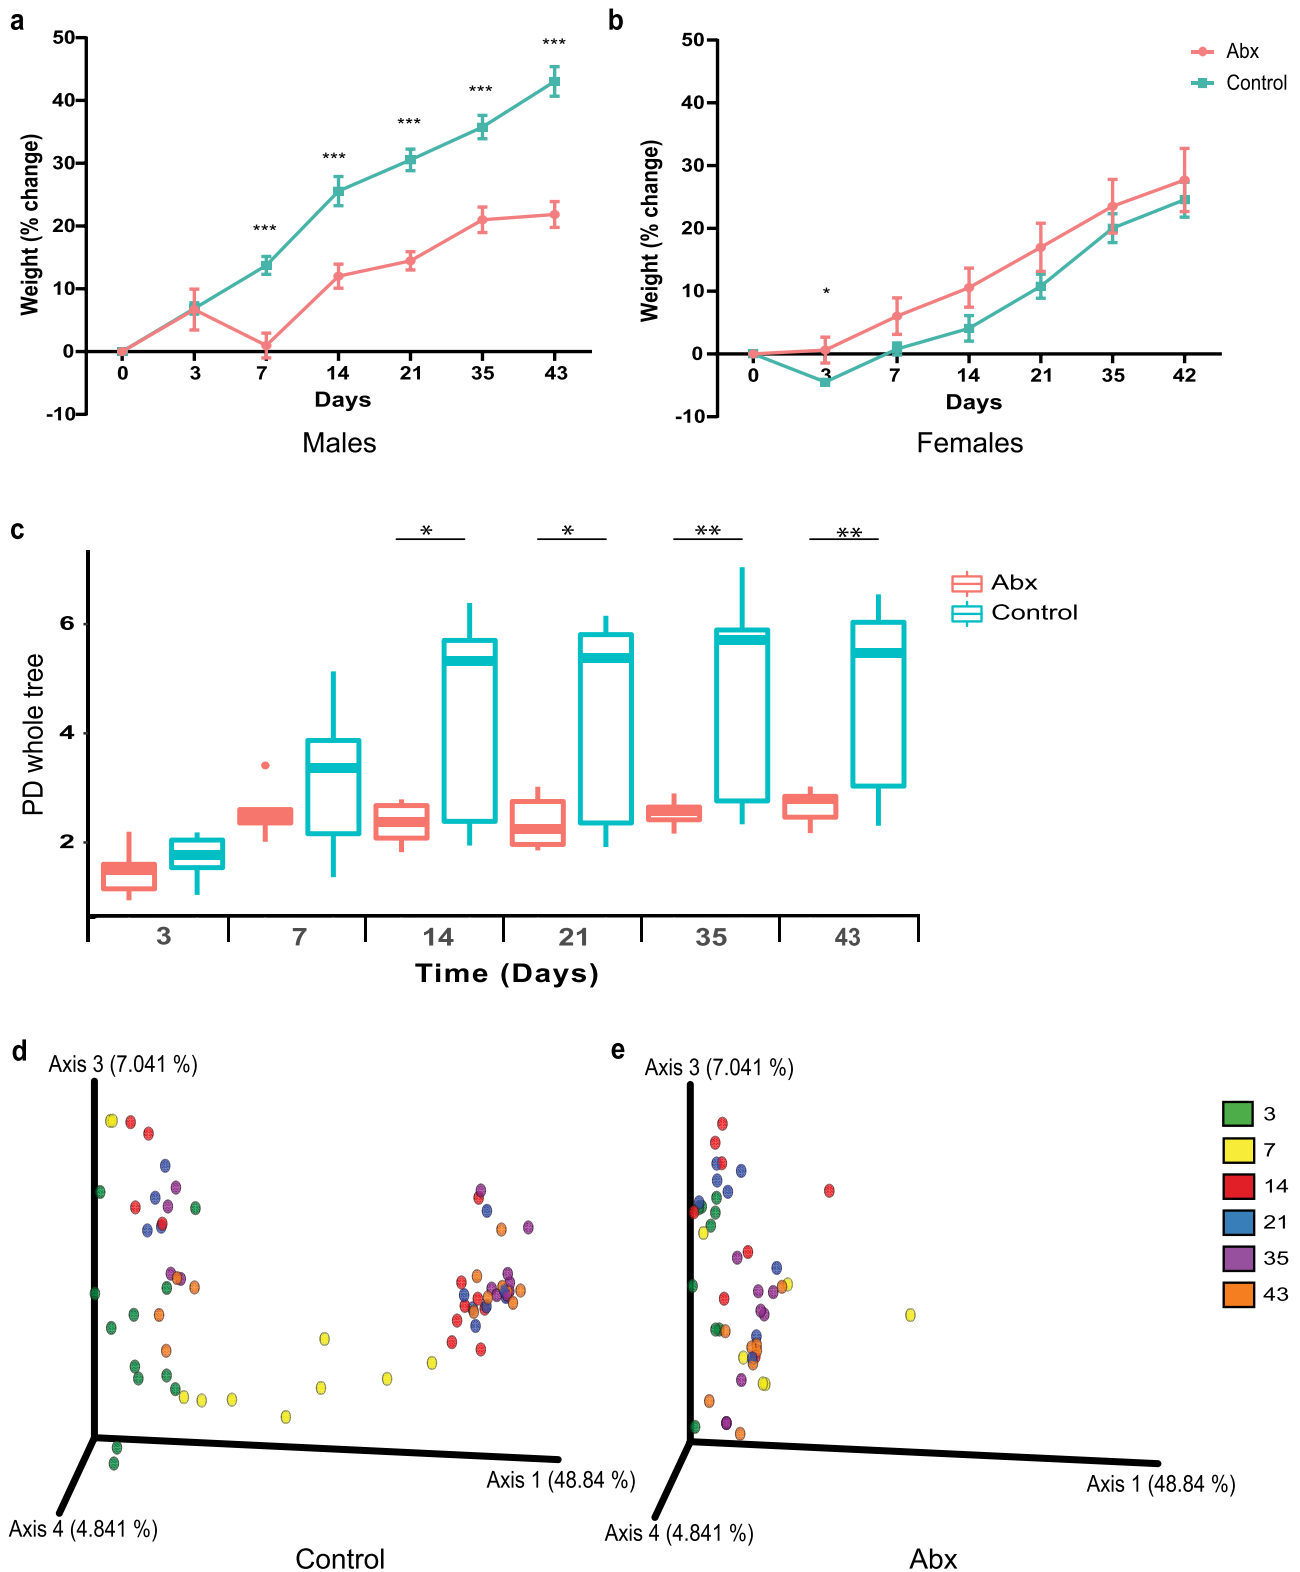 a
50
40
30
20
10
0
-10
Weight (% change)
***
***
***
***
***
0 3 7 14 21 35 43
Days
Males
b
50
40
30
20
10
0
-10
Weight (% change)
*
0 3 7 14 21 35 42
Days
Females
Abx
Control
c
* * ** **
6
4
2
PD whole tree
3 7 14 21 35 43
Time (Days)
Abx
Control
d
Axis 3 (7.041 %)
Axis 1 (48.84 %)
Axis 4 (4.841 %)
Control
e
Axis 3 (7.041 %)
Axis 1 (48.84 %)
Axis 4 (4.841 %)
Abx
3
7
14
21
35
43